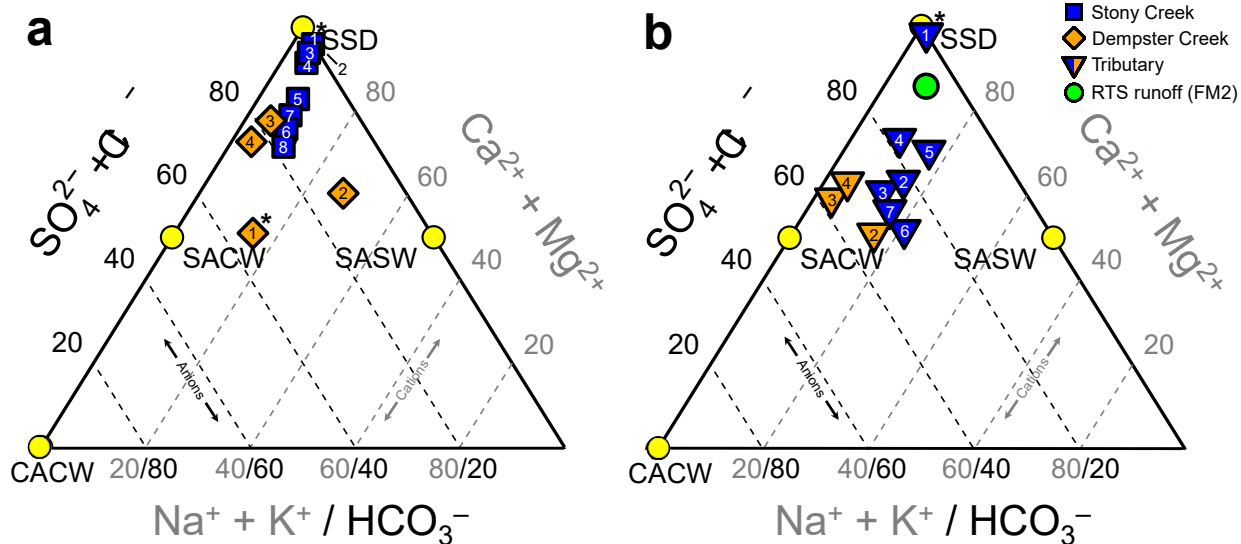 a
*
SSD
1
3
2
4
5
7
6
8
3
4
2
1
*
80
60
40
20
80
60
40
20
SO₄²⁻ + Cl⁻
Ca²⁺ + Mg²⁺
SACW
SASW
CACW
Anions
Cations
20/80
40/60
60/40
80/20
Na⁺ + K⁺ / HCO₃⁻
b
*
SSD
1
4
5
2
3
7
6
4
3
2
80
60
40
20
80
60
40
20
SO₄²⁻ + Cl⁻
Ca²⁺ + Mg²⁺
SACW
SASW
CACW
Anions
Cations
20/80
40/60
60/40
80/20
Na⁺ + K⁺ / HCO₃⁻
Stony Creek
Dempster Creek
Tributary
RTS runoff (FM2)